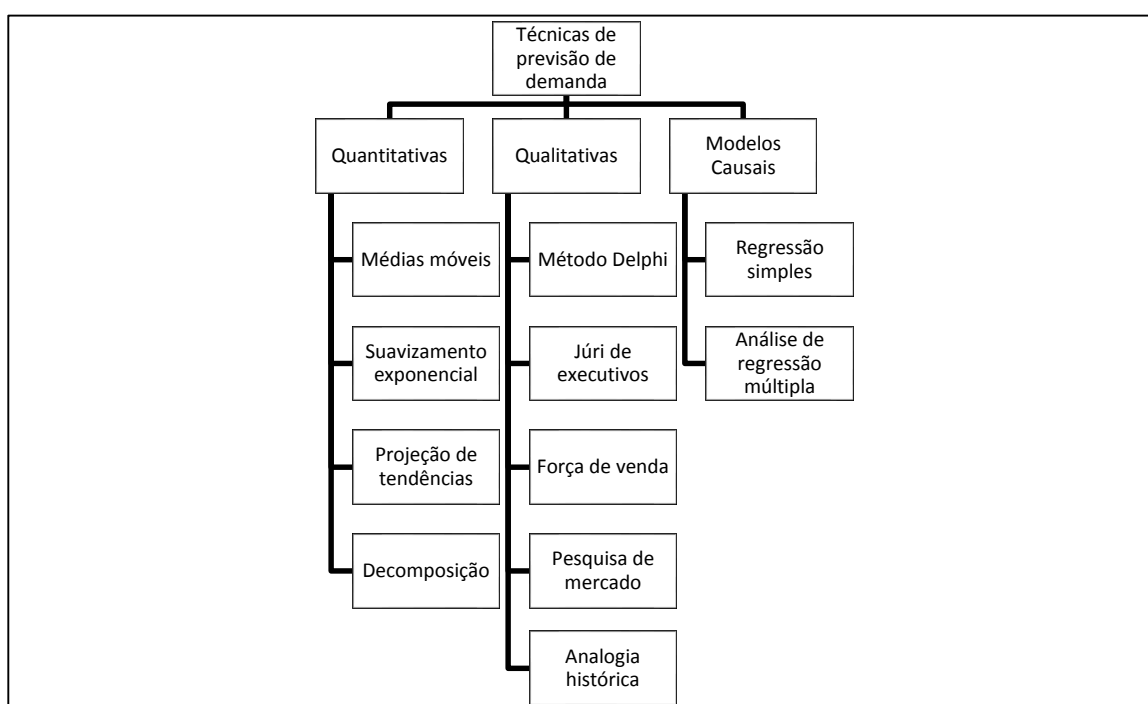 Técnicas de
previsão de
demanda
Quantitativas
Qualitativas
Modelos
Causais
Médias móveis
Suavizamento
exponencial
Projeção de
tendências
Decomposição
Método Delphi
Júri de
executivos
Força de venda
Pesquisa de
mercado
Analogia
histórica
Regressão
simples
Análise de
regressão
múltipla